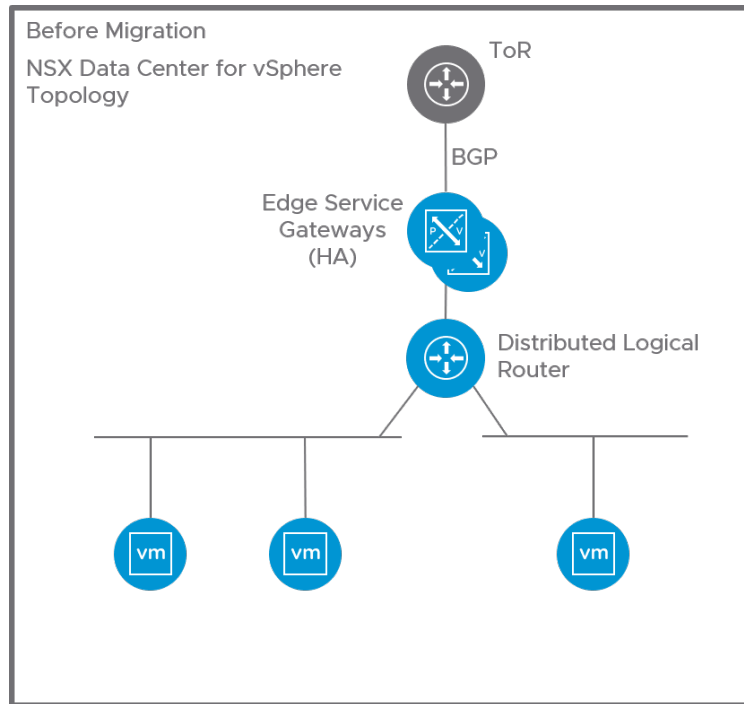 Before Migration
NSX Data Center for vSphere
Topology
ToR
BGP
Edge Service
Gateways
(HA)
P V
V
Distributed Logical
Router
vm
vm
vm